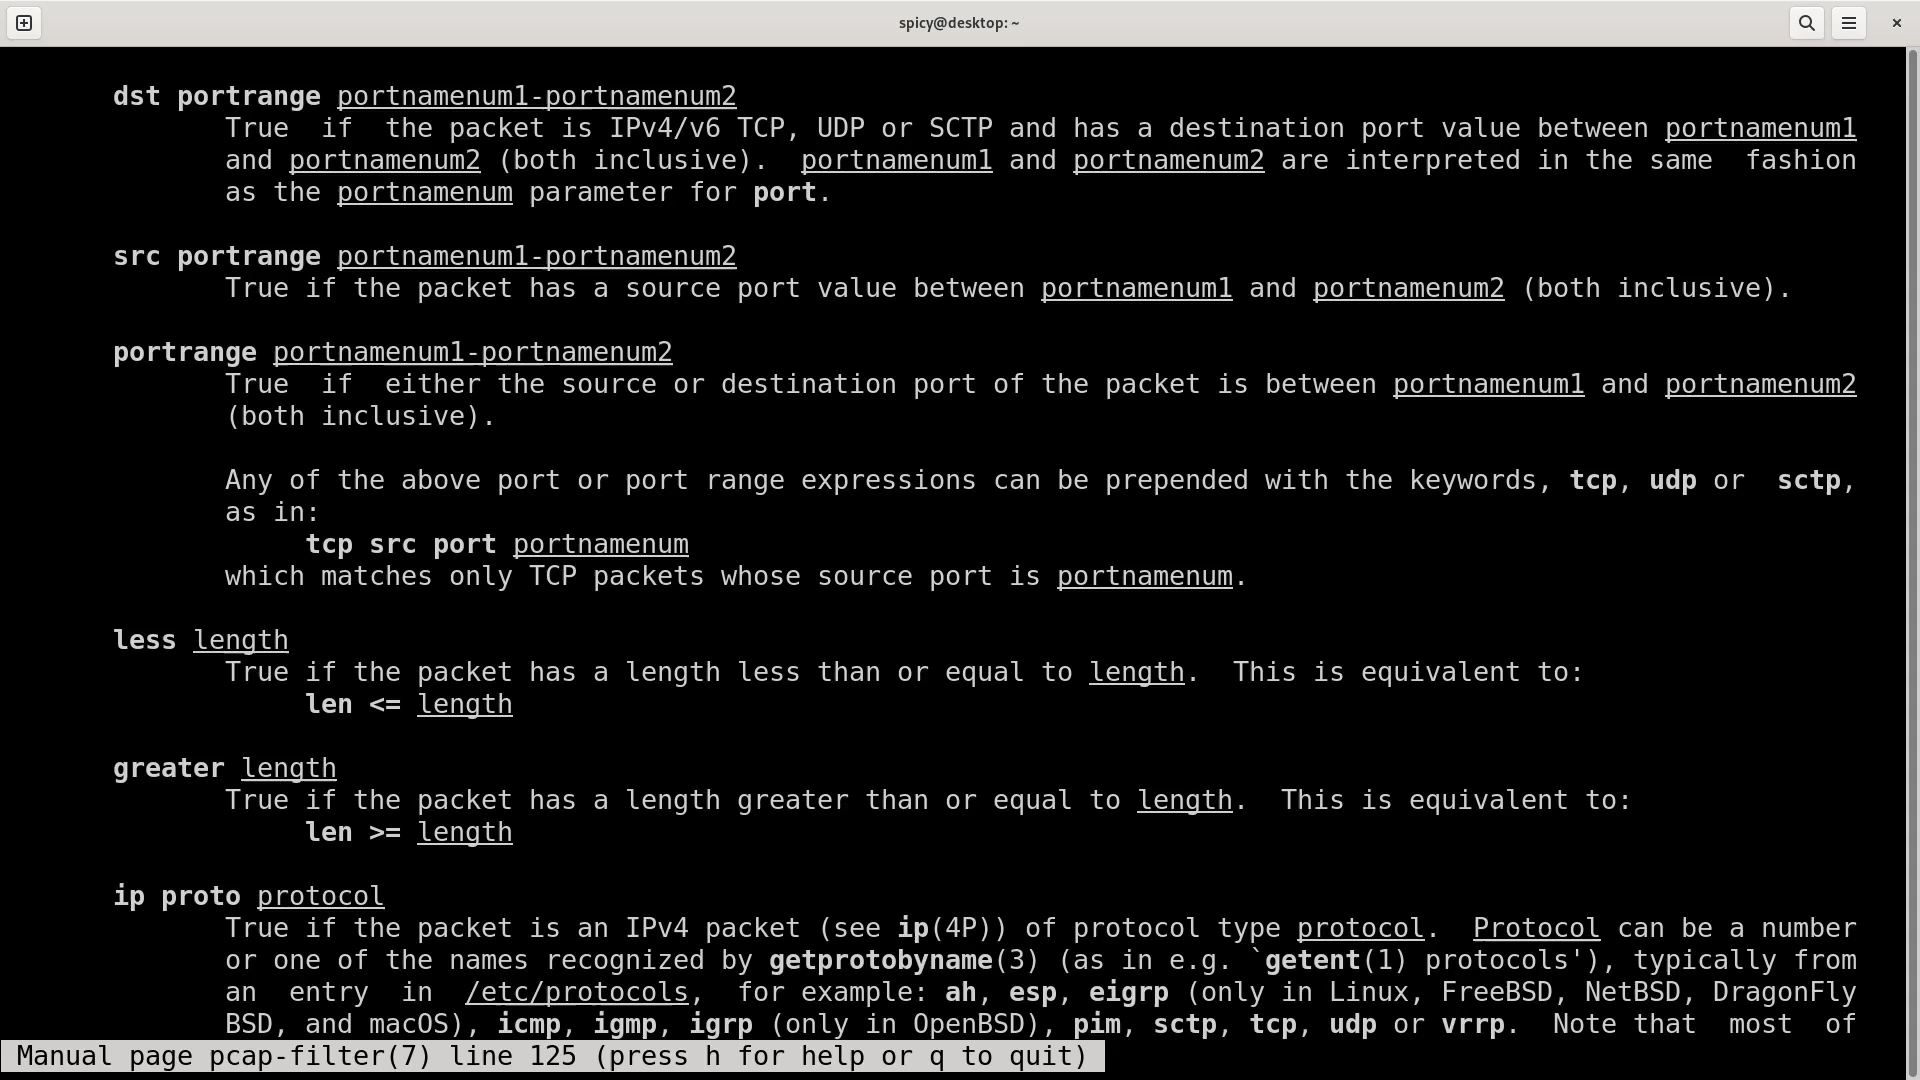 spicy@desktop: ~
dst portrange portnamenum1-portnamenum2
True  if  the packet is IPv4/v6 TCP, UDP or SCTP and has a destination port value between portnamenum1
and portnamenum2 (both inclusive).  portnamenum1 and portnamenum2 are interpreted in the same  fashion
as the portnamenum parameter for port.
src portrange portnamenum1-portnamenum2
True if the packet has a source port value between portnamenum1 and portnamenum2 (both inclusive).
portrange portnamenum1-portnamenum2
True  if  either the source or destination port of the packet is between portnamenum1 and portnamenum2
(both inclusive).
Any of the above port or port range expressions can be prepended with the keywords, tcp, udp or  sctp,
as in:
tcp src port portnamenum
which matches only TCP packets whose source port is portnamenum.
less length
True if the packet has a length less than or equal to length.  This is equivalent to:
len <= length
greater length
True if the packet has a length greater than or equal to length.  This is equivalent to:
len >= length
ip proto protocol
True if the packet is an IPv4 packet (see ip(4P)) of protocol type protocol.  Protocol can be a number
or one of the names recognized by getprotobyname(3) (as in e.g. `getent(1) protocols'), typically from
an  entry  in  /etc/protocols,  for example: ah, esp, eigrp (only in Linux, FreeBSD, NetBSD, DragonFly
BSD, and macOS), icmp, igmp, igrp (only in OpenBSD), pim, sctp, tcp, udp or vrrp.  Note that  most  of
Manual page pcap-filter(7) line 125 (press h for help or q to quit)